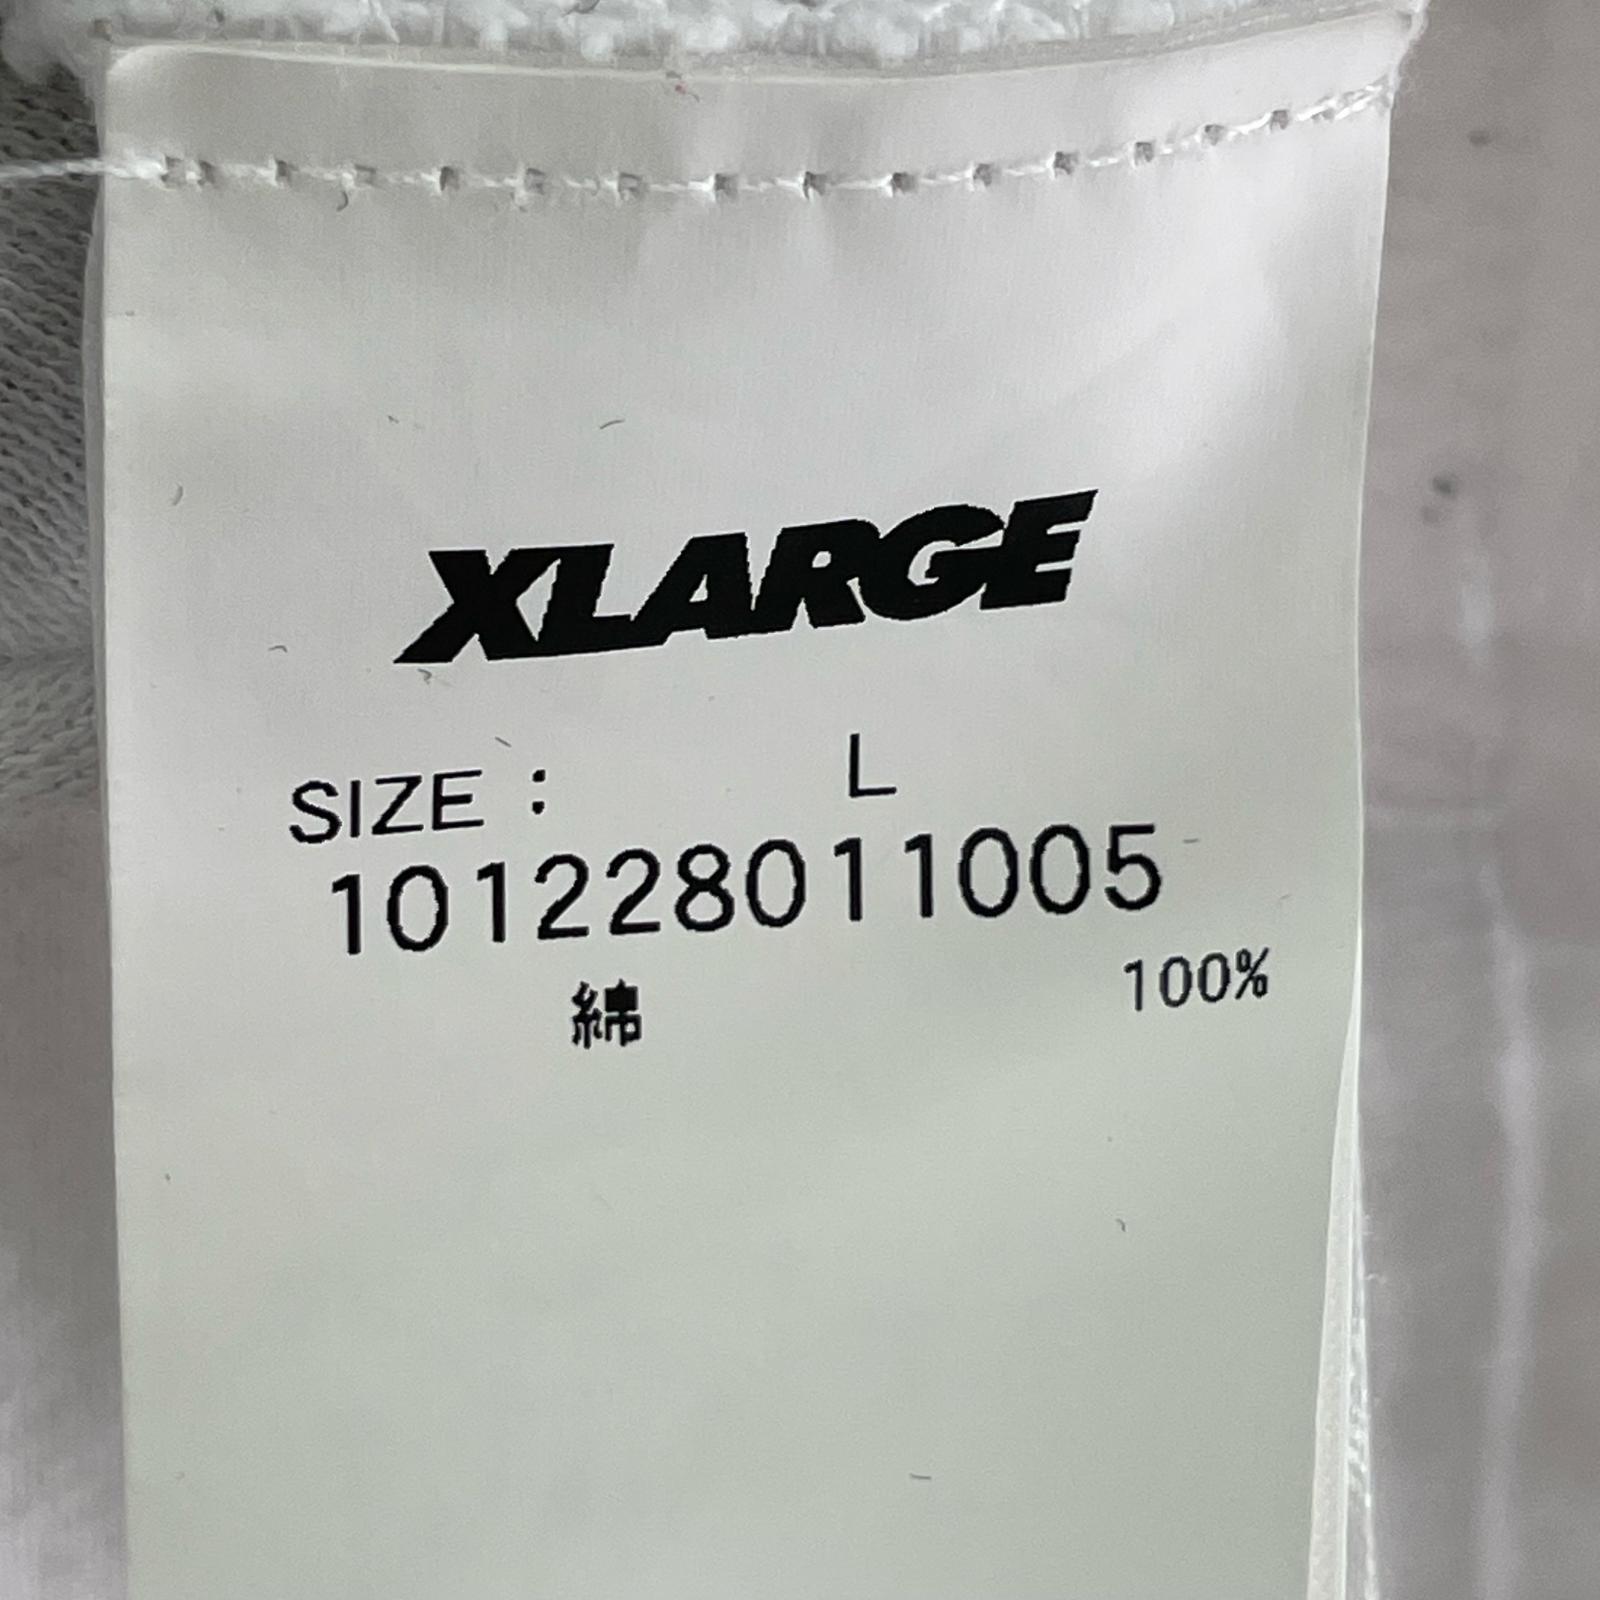 XLARGE
SIZE : L
101228011005
綿 100%